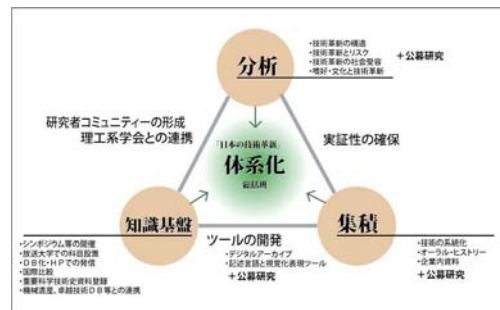 分析
・技術革新の構造
・技術革新とリスク
・技術革新の社会受容
・嗜好・文化と技術革新
＋公募研究
研究者コミュニティーの形成
理工系学会との連携
実証性の確保
「日本の技術革新」
体系化
総括班
知識基盤
集積
ツールの開発
・デジタルアーカイブ
・記述言語と視覚化表現ツール
＋公募研究
・シンポジウム等の開催
・放送大学での科目設置
・DB化・HPでの発信
・国際比較
・重要科学技術史資料登録
・機械遺産、卓越技術DB等との連携
・技術の系統化
・オーラル・ヒストリー
・企業内資料
＋公募研究